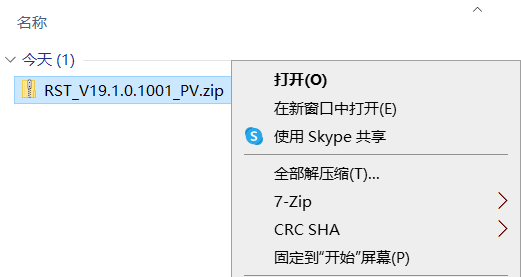 名称
今天 (1)
RST_V19.1.0.1001_PV.zip
打开(O)
在新窗口中打开(E)
使用 Skype 共享
全部解压缩(T)...
7-Zip
CRC SHA
固定到“开始”屏幕(P)